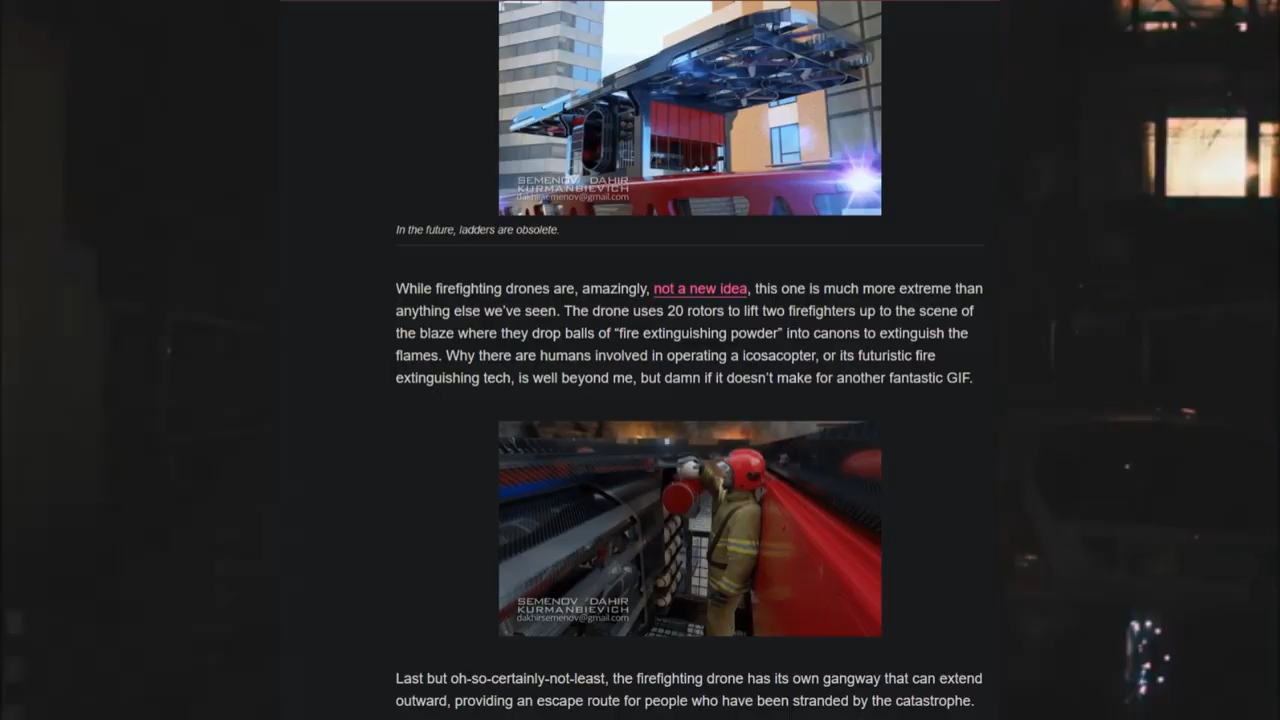 SEMENOV DAHIR
KURMANBIEVICH
dakhirsemenov@gmail.com
In the future, ladders are obsolete.
While firefighting drones are, amazingly, not a new idea, this one is much more extreme than
anything else we've seen. The drone uses 20 rotors to lift two firefighters up to the scene of
the blaze where they drop balls of “fire extinguishing powder” into canons to extinguish the
flames. Why there are humans involved in operating a icosacopter, or its futuristic fire
extinguishing tech, is well beyond me, but damn if it doesn't make for another fantastic GIF.
SEMENOV DAHIR
KURMANBIEVICH
dakhirsemenov@gmail.com
Last but oh-so-certainly-not-least, the firefighting drone has its own gangway that can extend
outward, providing an escape route for people who have been stranded by the catastrophe.